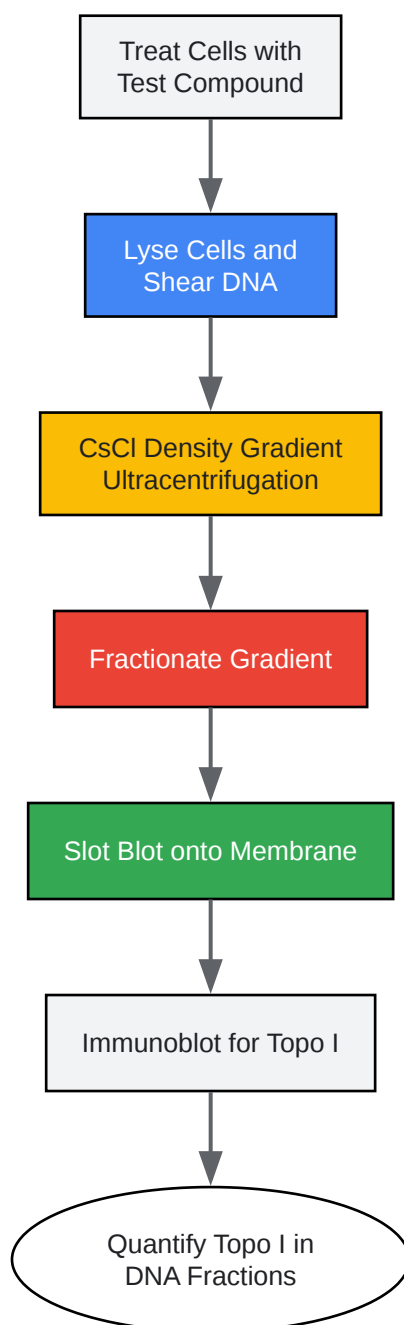 Treat Cells with
Test Compound
Lyse Cells and
Shear DNA
CsCl Density Gradient
Ultracentrifugation
Fractionate Gradient
Slot Blot onto Membrane
Immunoblot for Topo I
Quantify Topo I in
DNA Fractions